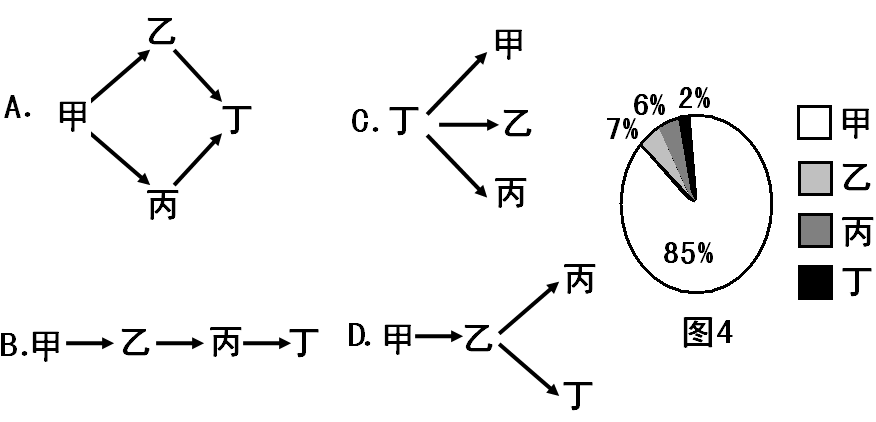 A. 甲 乙 丙 丁
C. 丁 甲 乙 丙
B. 甲 乙 丙 丁
D. 甲 乙 丙 丁
7% 6% 2%
85%
甲
乙
丙
丁
图4